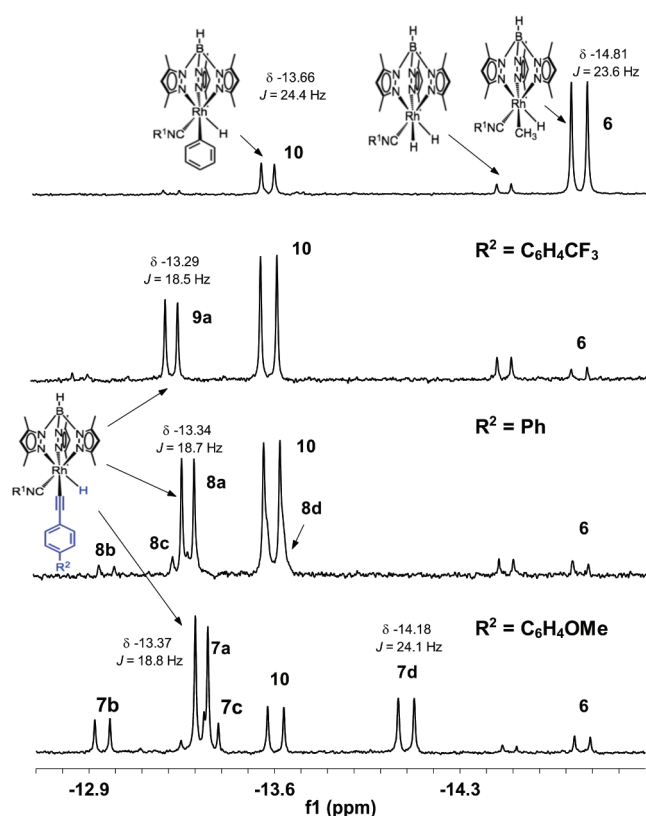 H
B
N N N
N N N
Rh
R¹NC
H
δ -13.66
J = 24.4 Hz
10
H
B
N N N
N N N
Rh
R¹NC
H
H
H
B
N N N
N N N
Rh
R¹NC
H
CH₃
δ -14.81
J = 23.6 Hz
6
R² = C₆H₄CF₃
δ -13.29
J = 18.5 Hz
9a
10
6
R² = Ph
H
B
N N N
N N N
Rh
R¹NC
H
R²
δ -13.34
J = 18.7 Hz
8a
10
8d
8b
8c
6
R² = C₆H₄OMe
δ -13.37
J = 18.8 Hz
7a
7b
7c
10
δ -14.18
J = 24.1 Hz
7d
6
-12.9 -13.6 -14.3
f1 (ppm)